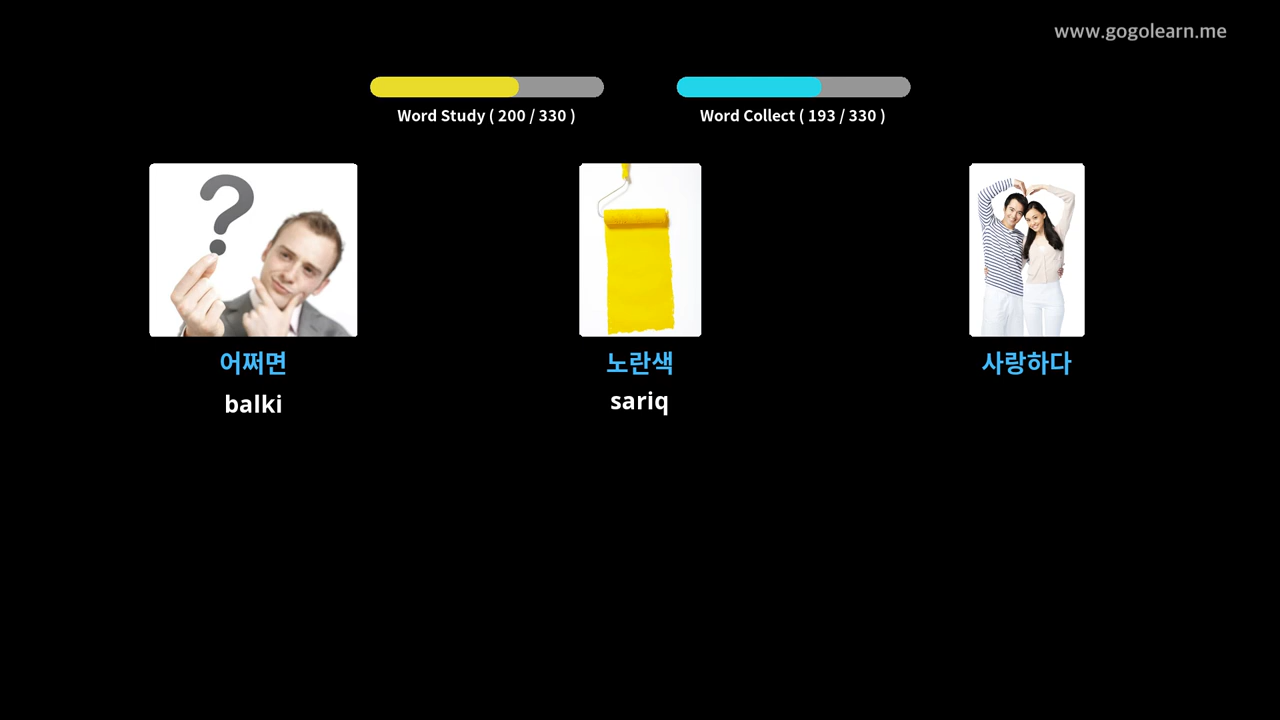 www.gogolearn.me
Word Study ( 200 / 330 )
Word Collect ( 193 / 330 )
?
어쩌면
노란색
사랑하다
balki
sariq